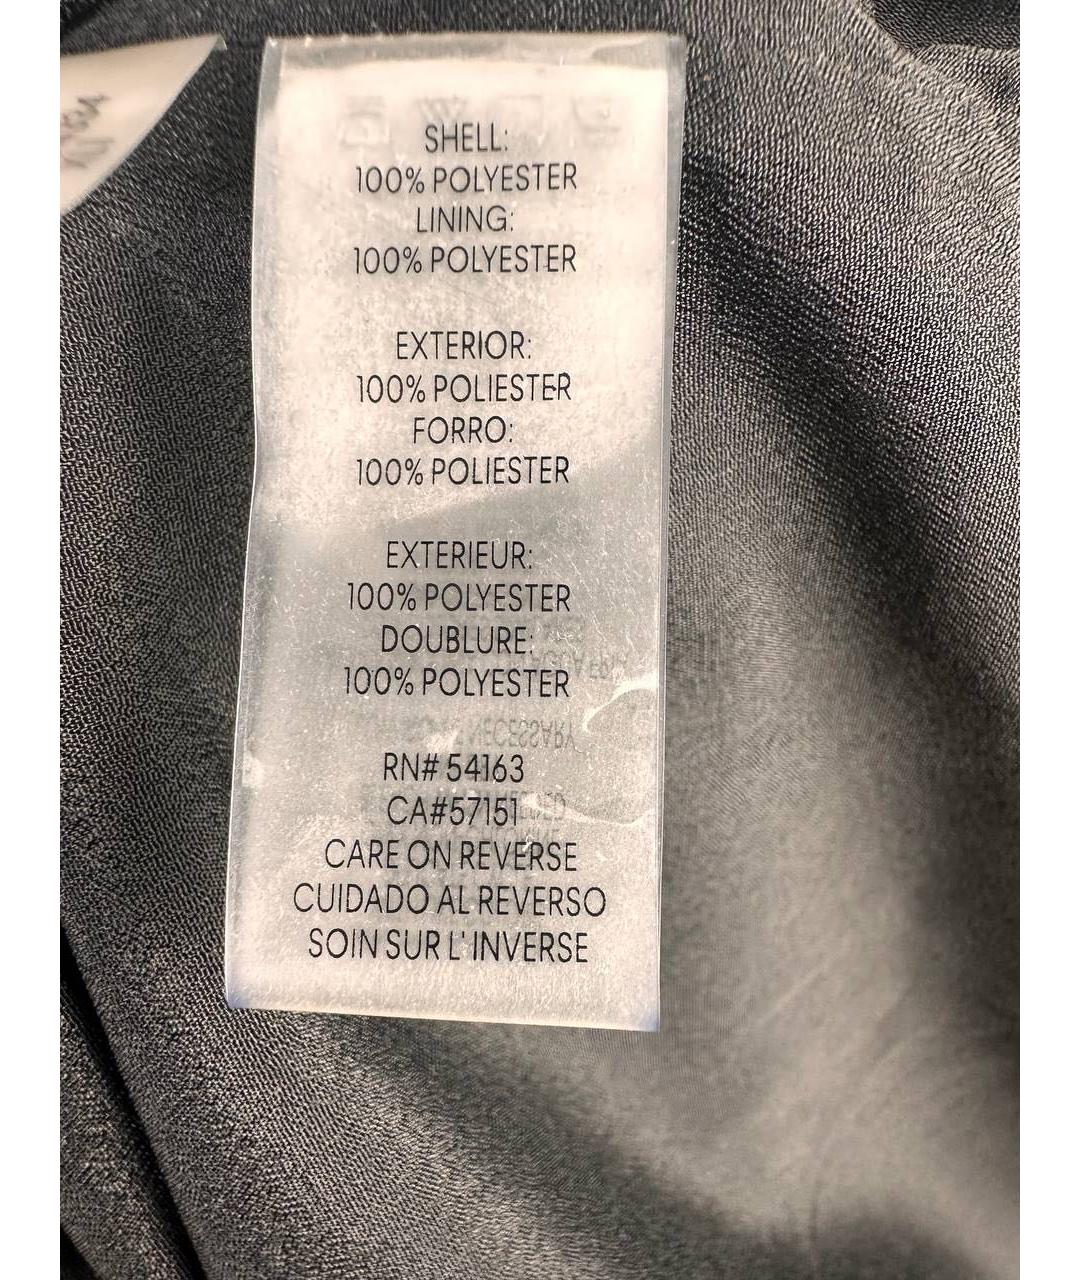 SHELL:
100% POLYESTER
LINING:
100% POLYESTER
EXTERIOR:
100% POLIESTER
FORRO:
100% POLIESTER
EXTERIEUR:
100% POLYESTER
DOUBLURE:
100% POLYESTER
RN# 54163
CA#57151
CARE ON REVERSE
CUIDADO AL REVERSO
SOIN SUR L' INVERSE